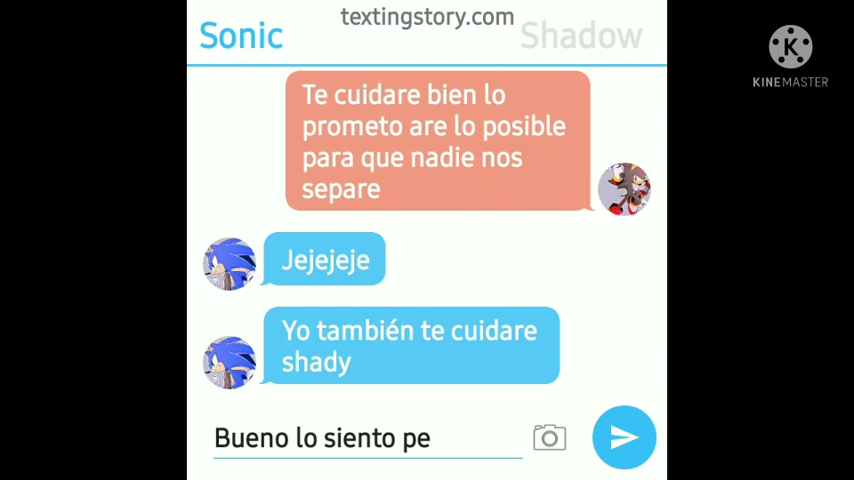 textingstory.com
Sonic
Shadow
KINEMASTER
Te cuidare bien lo
prometo are lo posible
para que nadie nos
separe
Jejejeje
Yo también te cuidare
shady
Bueno lo siento pe